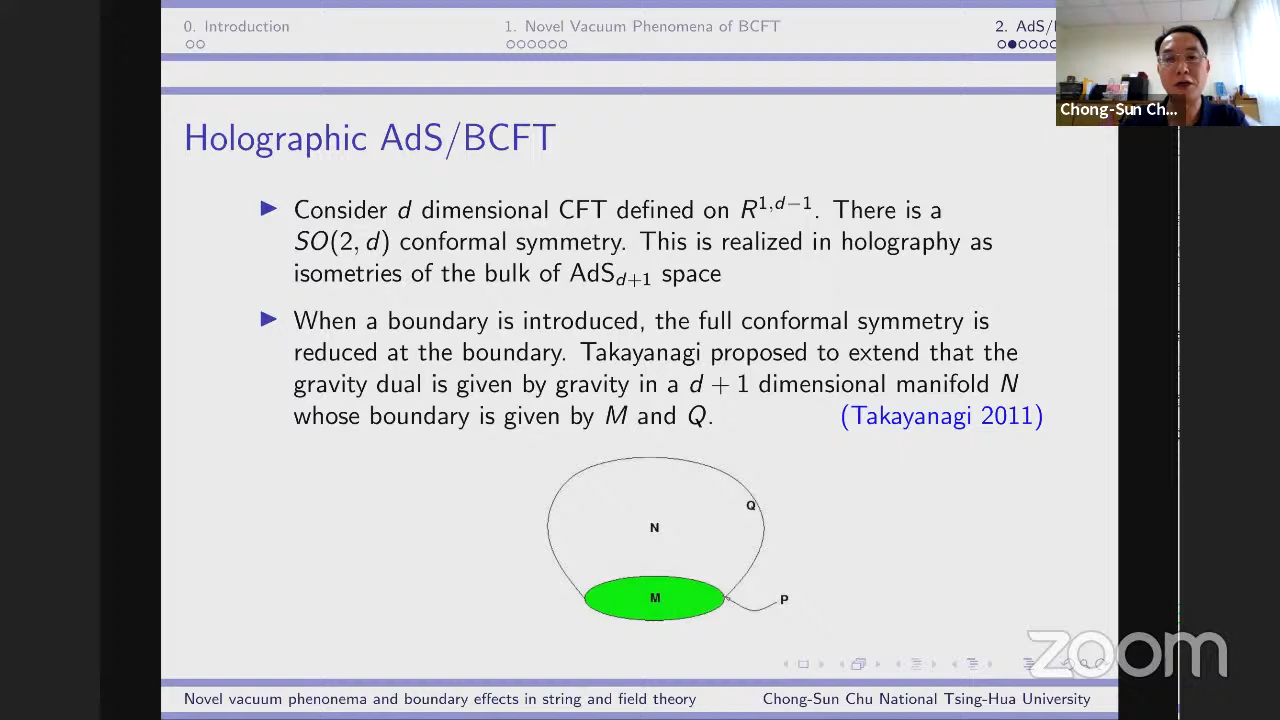 0. Introduction
1. Novel Vacuum Phenomena of BCFT
2. AdS/
Chong-Sun Ch...
Holographic AdS/BCFT
Consider d dimensional CFT defined on R^{1,d−1}. There is a
SO(2, d) conformal symmetry. This is realized in holography as
isometries of the bulk of AdS_{d+1} space
When a boundary is introduced, the full conformal symmetry is
reduced at the boundary. Takayanagi proposed to extend that the
gravity dual is given by gravity in a d + 1 dimensional manifold N
whose boundary is given by M and Q. (Takayanagi 2011)
Q
N
M
P
zoom
Novel vacuum phenonema and boundary effects in string and field theory
Chong-Sun Chu National Tsing-Hua University